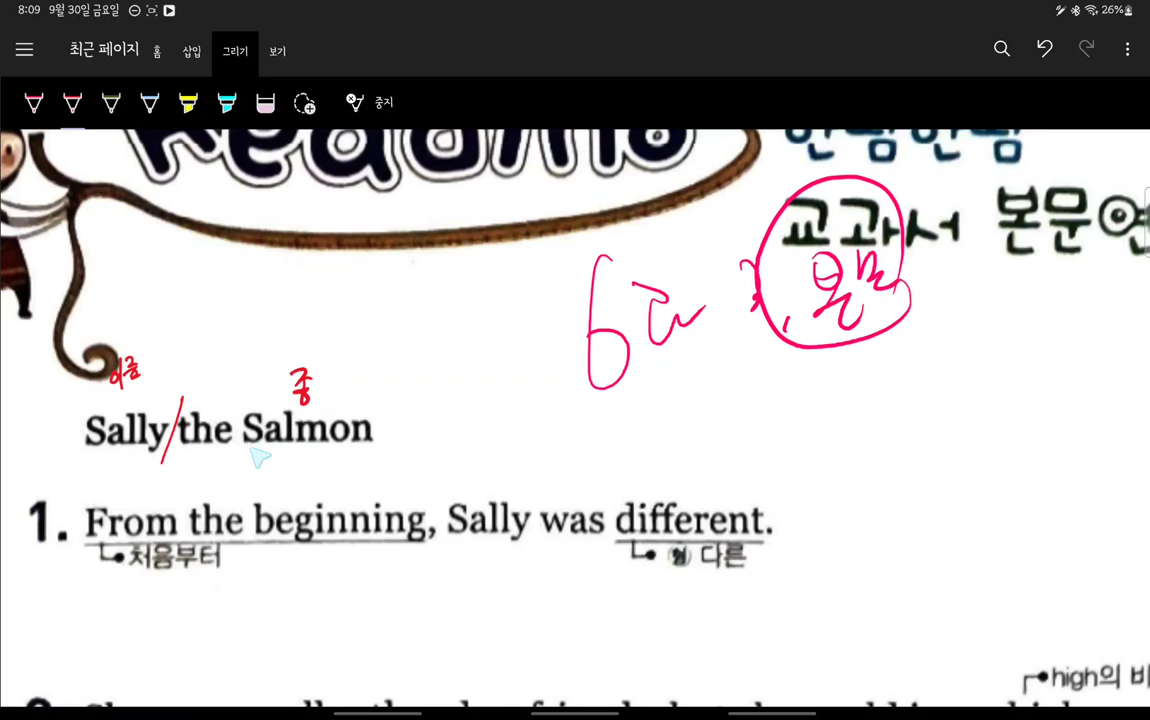 8:09 9월 30일 금요일 26%
최근 페이지 홈 삽입 그리기 보기
중지
Reading
교과서 본문연
6과 본문
이름 종
Sally/the Salmon
1. From the beginning, Sally was different.
처음부터 형 다른
high의 비